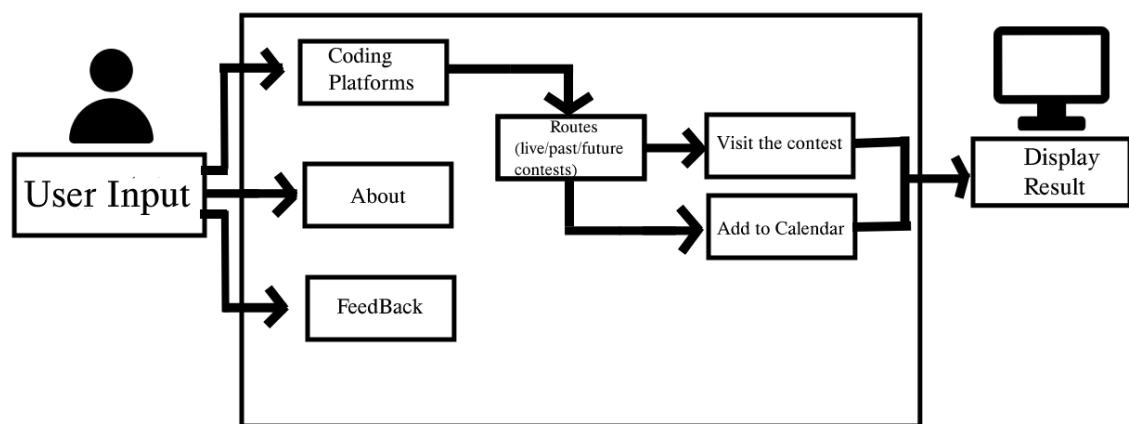 User Input
Coding
Platforms
About
FeedBack
Routes
(live/past/future
contests)
Visit the contest
Add to Calendar
Display
Result